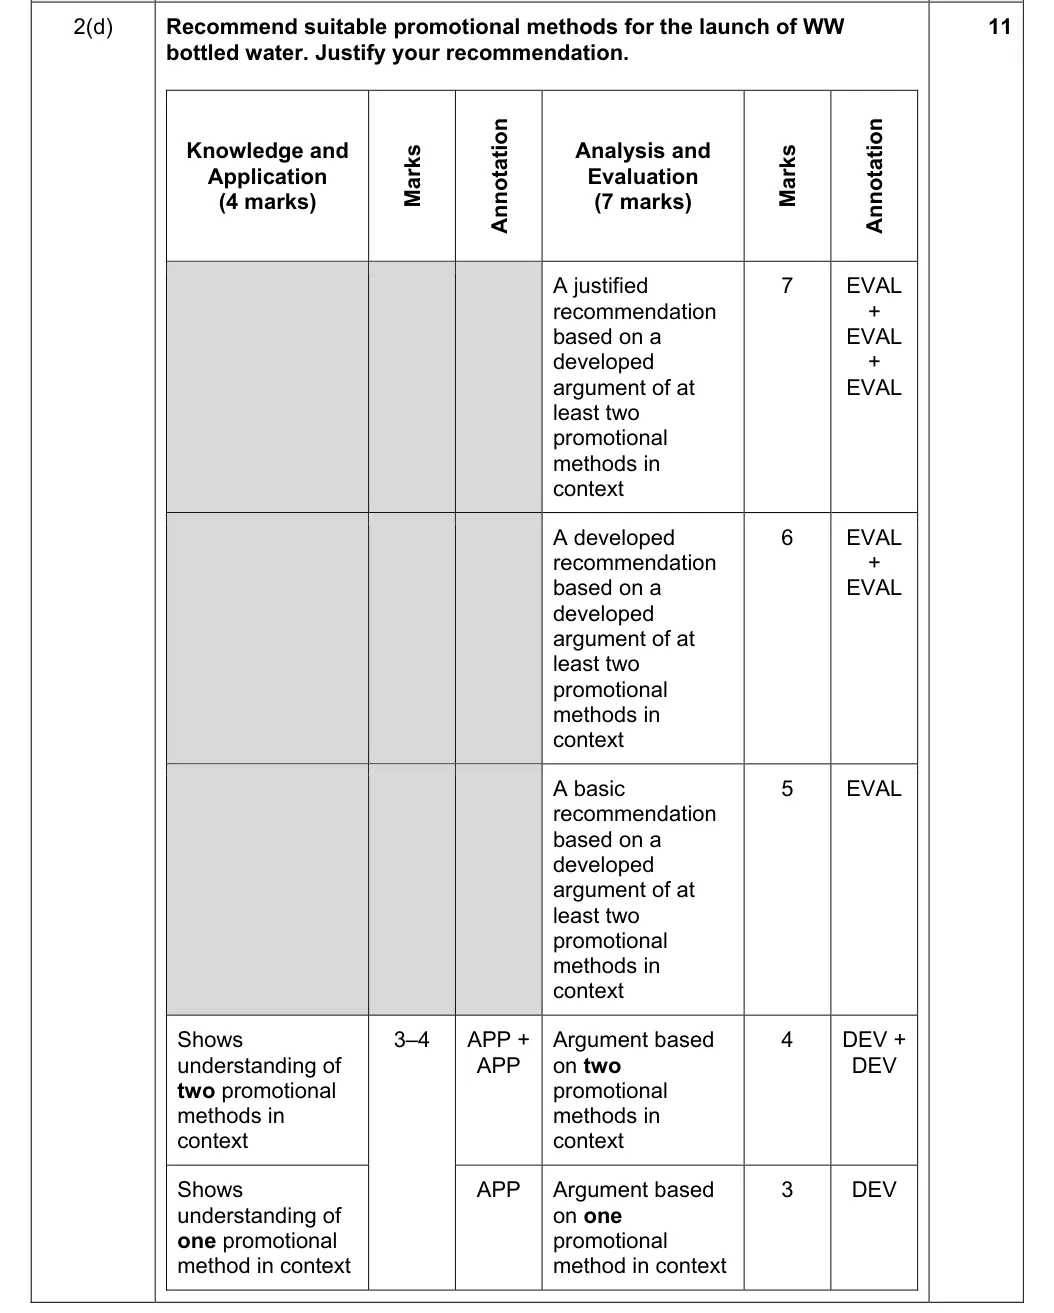 2(d)
Recommend suitable promotional methods for the launch of WW
bottled water. Justify your recommendation.
11
Knowledge and
Application
(4 marks)
Marks
Annotation
Analysis and
Evaluation
(7 marks)
Marks
Annotation
A justified
recommendation
based on a
developed
argument of at
least two
promotional
methods in
context
7
EVAL
+
EVAL
+
EVAL
A developed
recommendation
based on a
developed
argument of at
least two
promotional
methods in
context
6
EVAL
+
EVAL
A basic
recommendation
based on a
developed
argument of at
least two
promotional
methods in
context
5
EVAL
Shows
understanding of
two promotional
methods in
context
3–4
APP +
APP
Argument based
on two
promotional
methods in
context
4
DEV +
DEV
Shows
understanding of
one promotional
method in context
APP
Argument based
on one
promotional
method in context
3
DEV